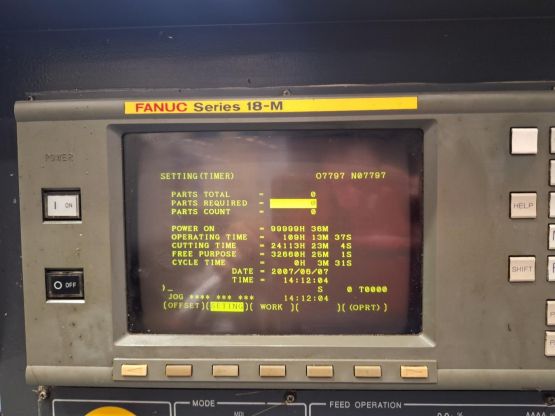 FANUC Series 18-M
POWER
I ON
O OFF
SETTING(TIMER) O7797 N07797
PARTS TOTAL = 0
PARTS REQUIRED = 0
PARTS COUNT = 0
POWER ON = 99999H 36M
OPERATING TIME = 109H 13M 37S
CUTTING TIME = 24113H 23M 4S
FREE PURPOSE = 32660H 25M 1S
CYCLE TIME = 0H 3M 31S
DATE = 2007/06/07
TIME = 14:12:04
)_
S 0 T0000
JOG **** *** *** 14:12:04
[OFFSET][SETING][ WORK ][ ][(OPRT)]
HELP
SHIFT
MODE
MDI
FEED OPERATION